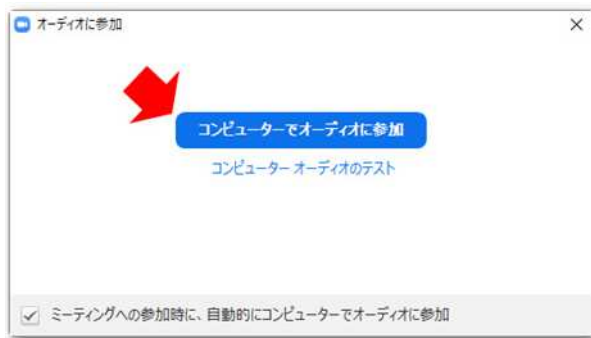 オーディオに参加
コンピューターでオーディオに参加
コンピューター オーディオのテスト
ミーティングへの参加時に、自動的にコンピューターでオーディオに参加